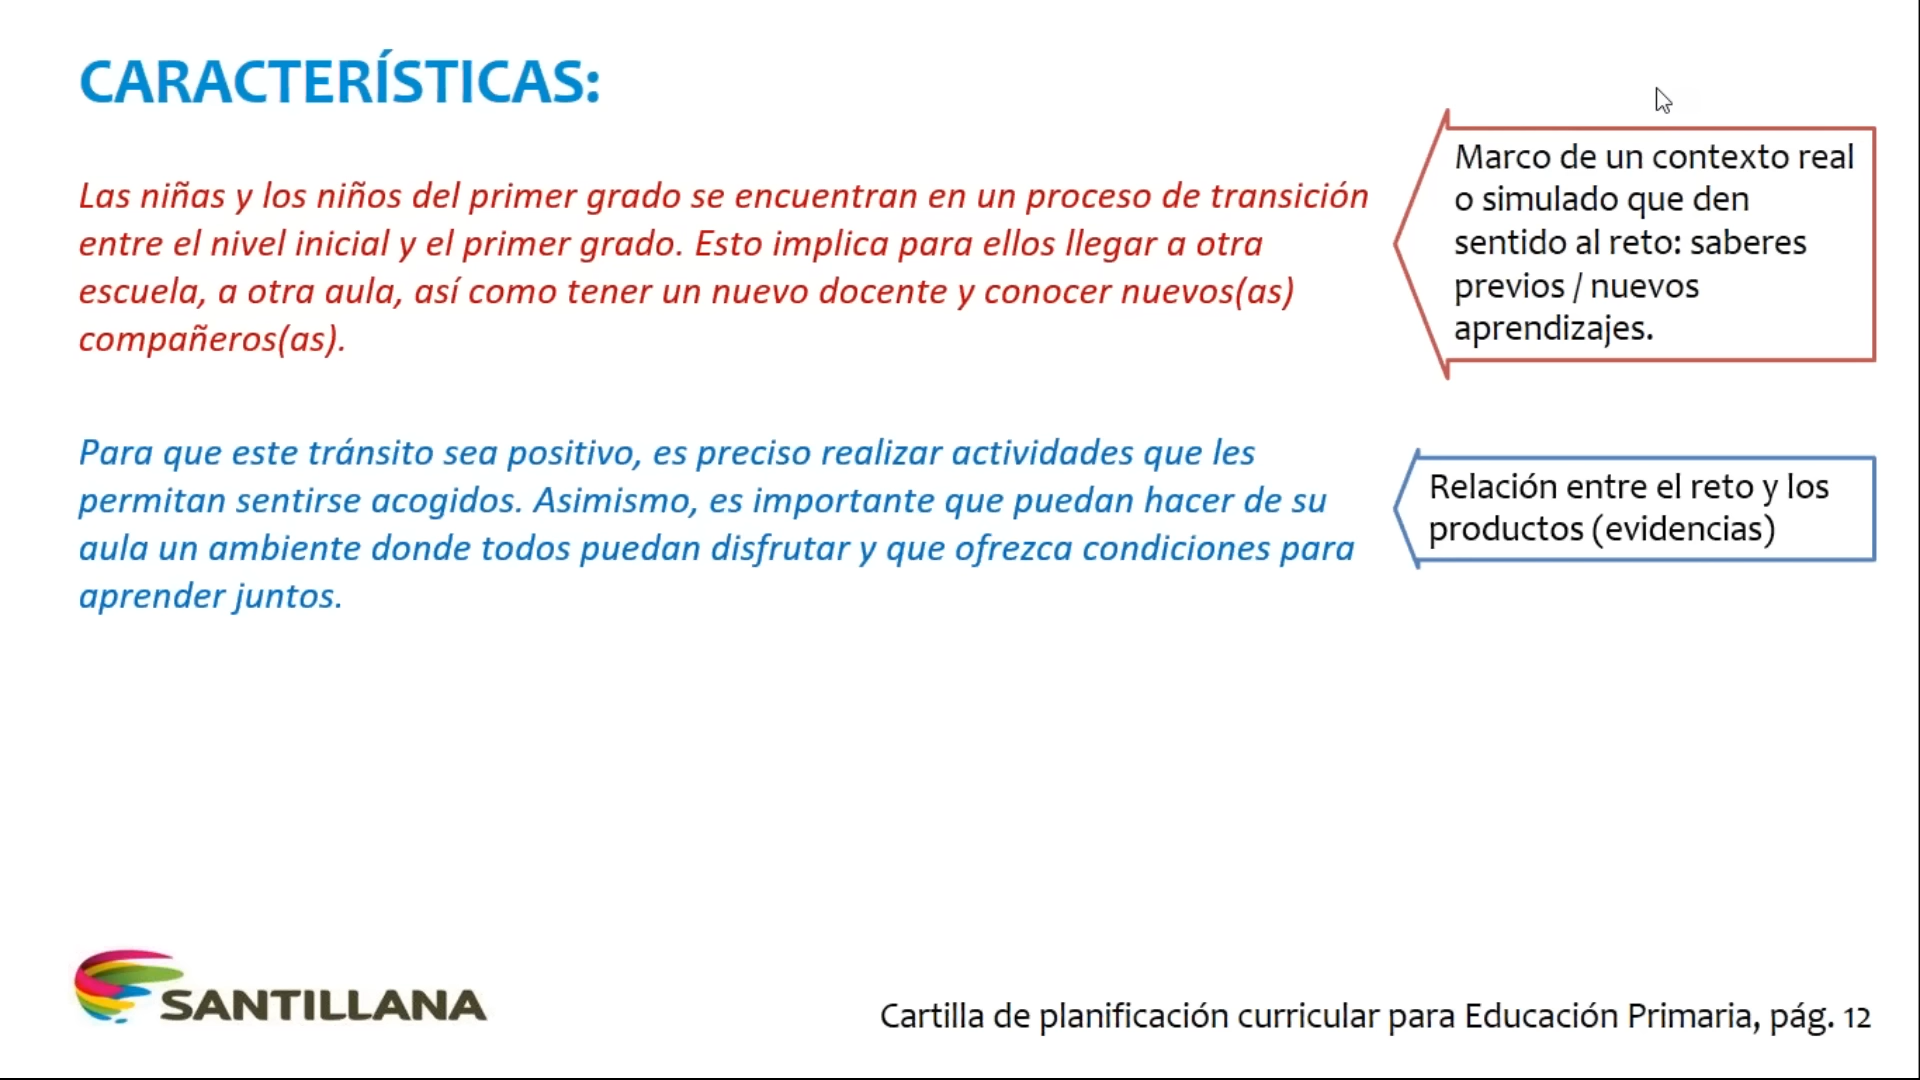 CARACTERÍSTICAS:
Las niñas y los niños del primer grado se encuentran en un proceso de transición
entre el nivel inicial y el primer grado. Esto implica para ellos llegar a otra
escuela, a otra aula, así como tener un nuevo docente y conocer nuevos(as)
compañeros(as).
Marco de un contexto real
o simulado que den
sentido al reto: saberes
previos / nuevos
aprendizajes.
Para que este tránsito sea positivo, es preciso realizar actividades que les
permitan sentirse acogidos. Asimismo, es importante que puedan hacer de su
aula un ambiente donde todos puedan disfrutar y que ofrezca condiciones para
aprender juntos.
Relación entre el reto y los
productos (evidencias)
SANTILLANA
Cartilla de planificación curricular para Educación Primaria, pág. 12